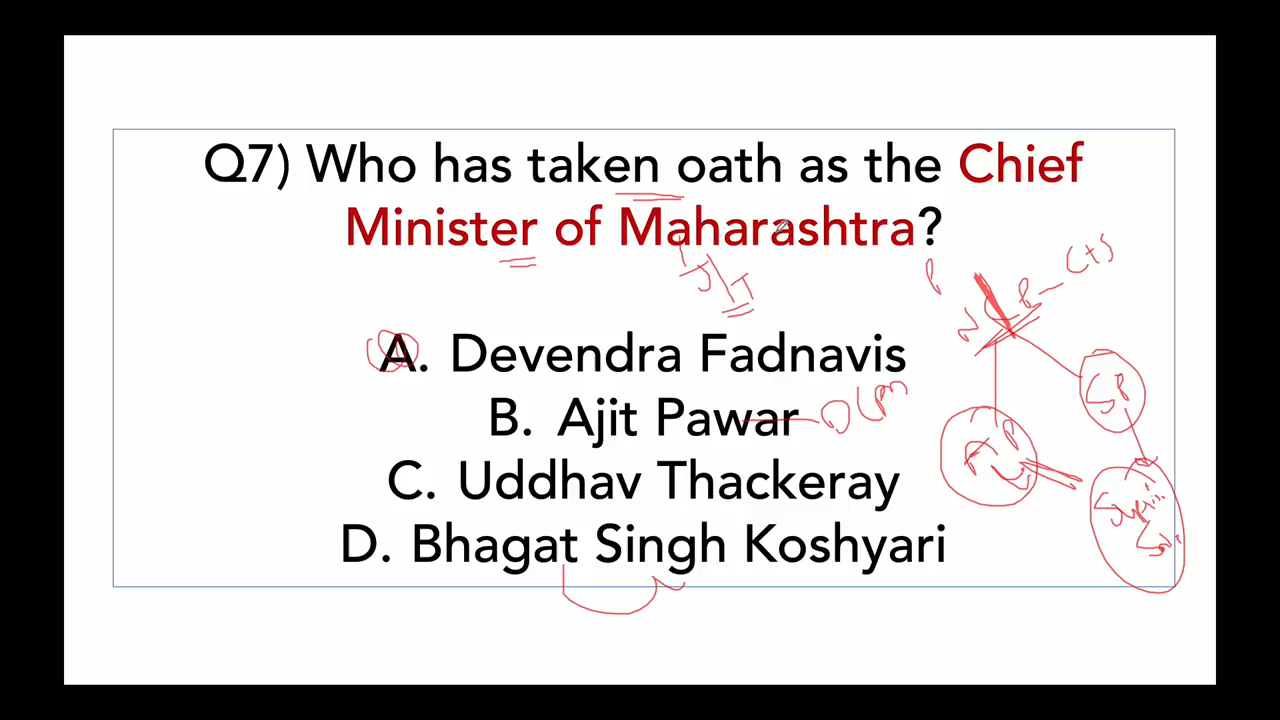 Q7) Who has taken oath as the Chief
Minister of Maharashtra?
A. Devendra Fadnavis
B. Ajit Pawar
C. Uddhav Thackeray
D. Bhagat Singh Koshyari